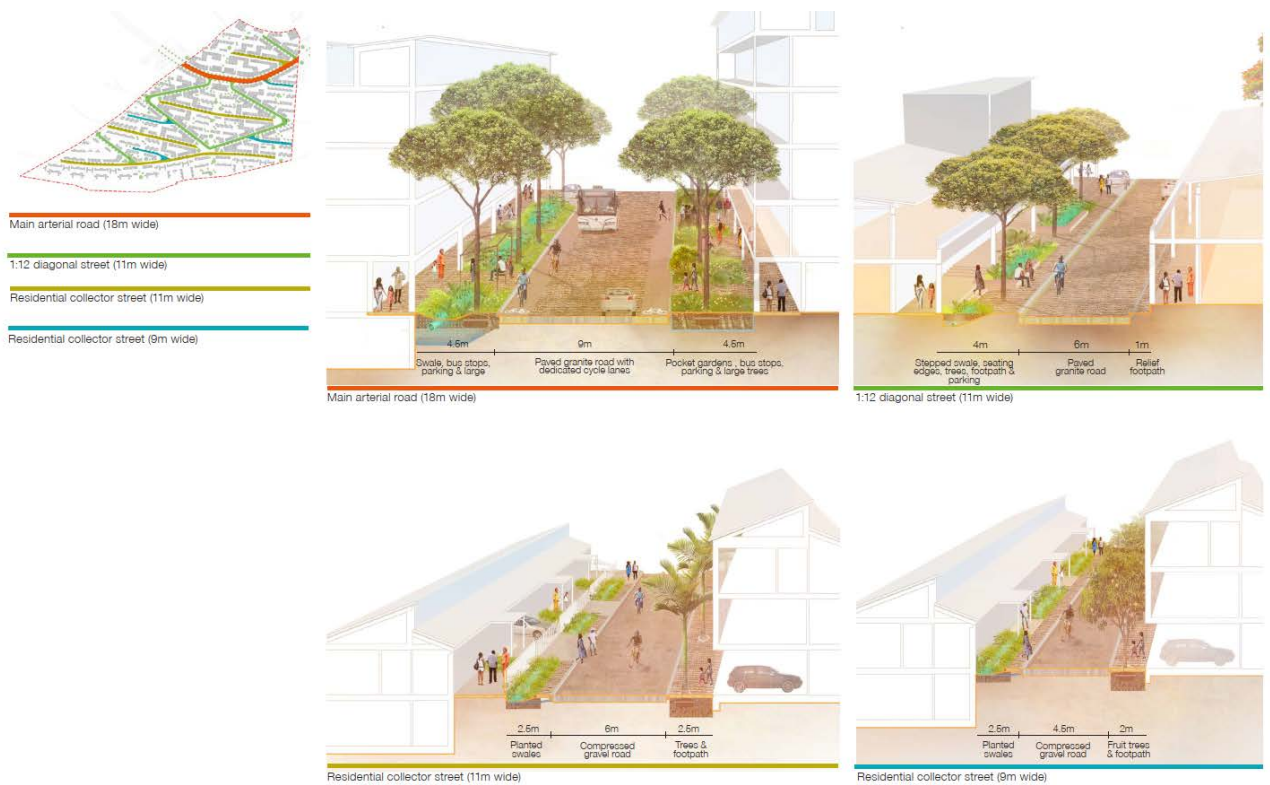 Main arterial road (18m wide)
1:12 diagonal street (11m wide)
Residential collector street (11m wide)
Residential collector street (9m wide)
4.5m
9m
4.5m
Swale, bus stops,
parking & large
Paved granite road with
dedicated cycle lanes
Pocket gardens , bus stops,
parking & large trees
Main arterial road (18m wide)
4m
6m
1m
Stepped swale, seating
edges, trees, footpath &
parking
Paved
granite road
Relief
footpath
1:12 diagonal street (11m wide)
2.5m
6m
2.5m
Planted
swales
Compressed
gravel road
Trees &
footpath
Residential collector street (11m wide)
2.5m
4.5m
2m
Planted
swales
Compressed
gravel road
Fruit trees
& footpath
Residential collector street (9m wide)